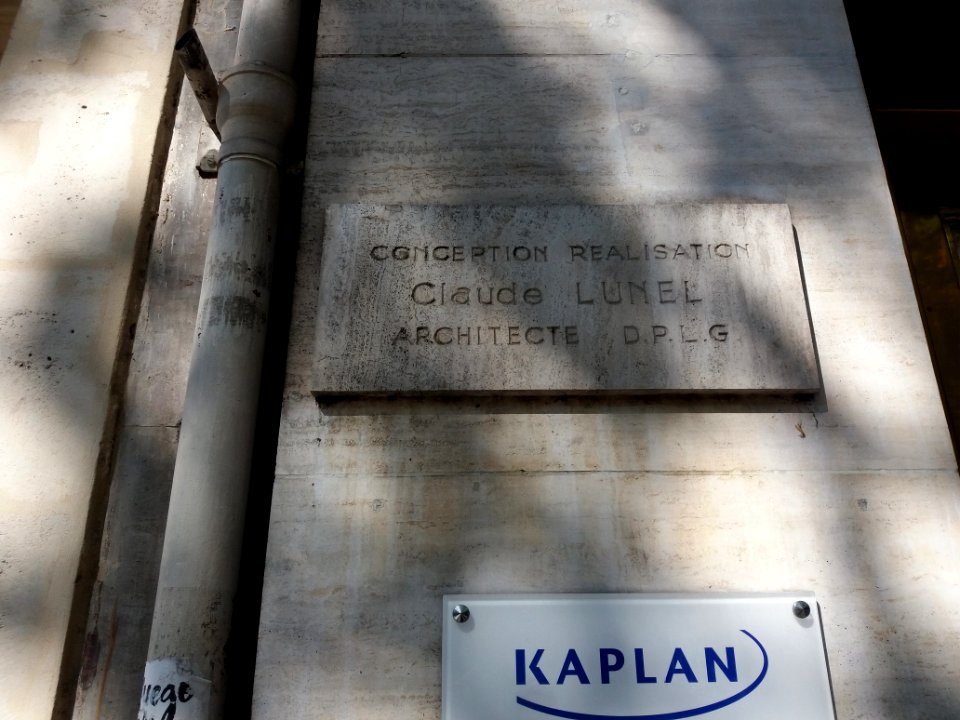 CONCEPTION REALISATION
Claude LUNEL
ARCHITECTE D.P.L.G
KAPLAN